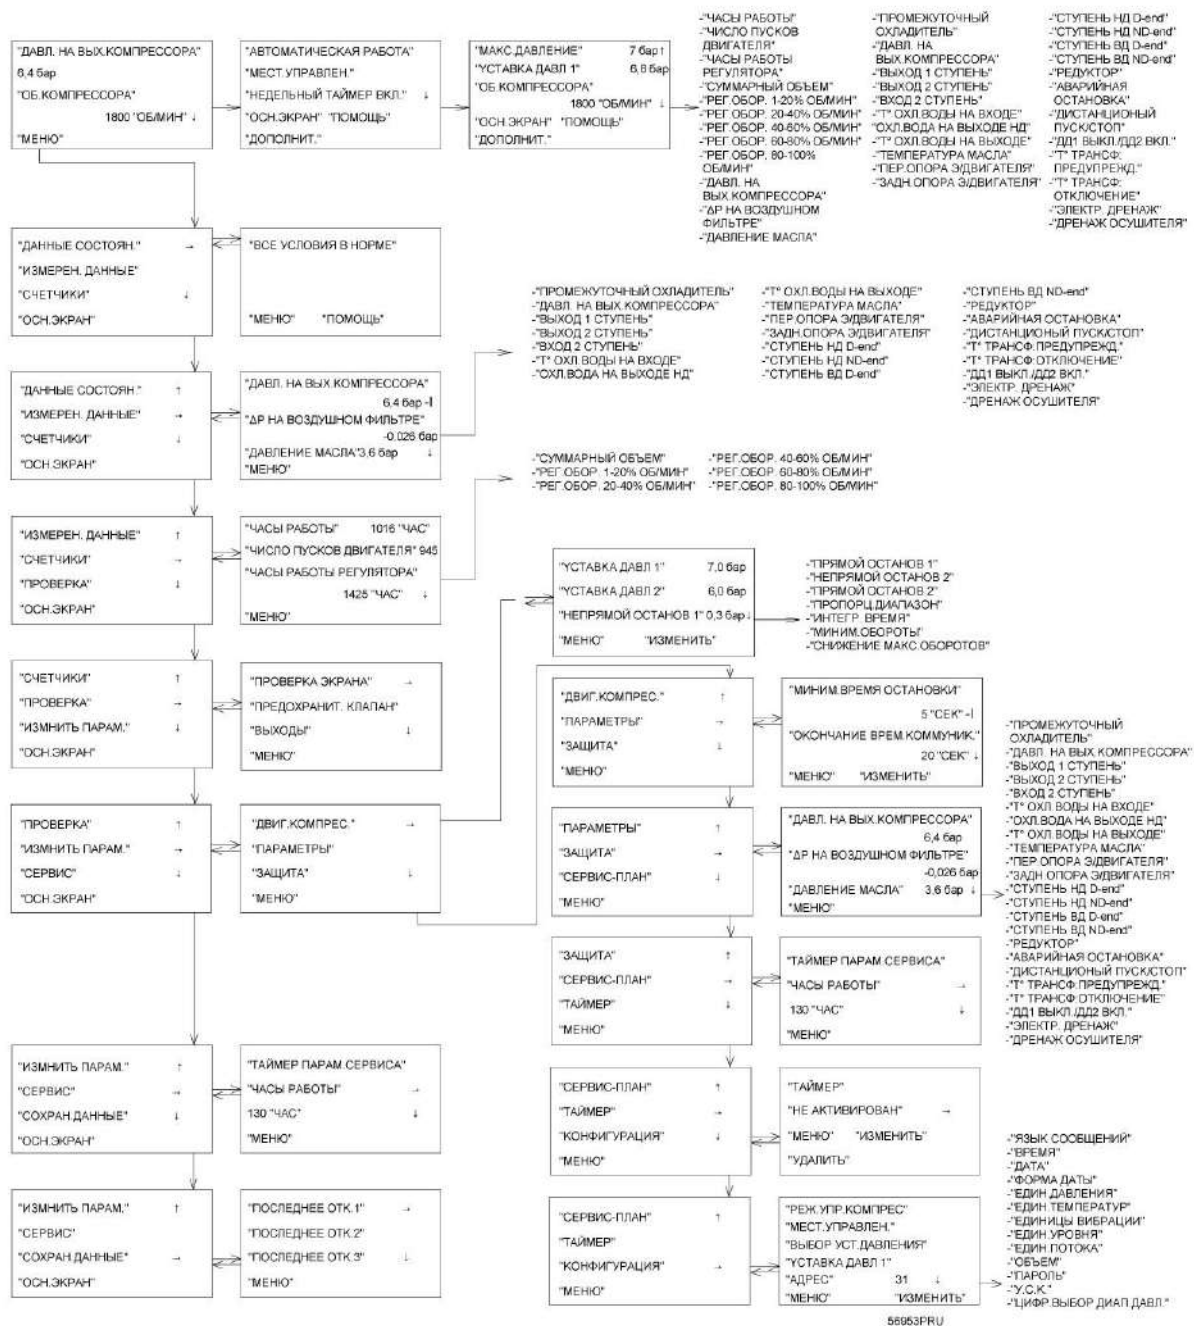 "ДАВЛ. НА ВЫХ.КОМПРЕССОРА"
6,4 бар
"ОБ.КОМПРЕССОРА"
1800 "ОБ/МИН" ↓
"МЕНЮ"
"АВТОМАТИЧЕСКАЯ РАБОТА"
"МЕСТ.УПРАВЛЕН."
"НЕДЕЛЬНЫЙ ТАЙМЕР ВКЛ." ↓
"ОСН.ЭКРАН" "ПОМОЩЬ"
"ДОПОЛНИТ."
"МАКС.ДАВЛЕНИЕ" 7 бар↑
"УСТАВКА ДАВЛ 1" 6,6 бар
"ОБ.КОМПРЕССОРА"
1800 "ОБ/МИН" ↓
"ОСН ЭКРАН" "ПОМОЩЬ"
"ДОПОЛНИТ."
-"ЧАСЫ РАБОТЫ"
-"ЧИСЛО ПУСКОВ
ДВИГАТЕЛЯ"
-"ЧАСЫ РАБОТЫ
РЕГУЛЯТОРА"
-"СУММАРНЫЙ ОБЪЕМ"
-"РЕГ.ОБОР. 1-20% ОБ/МИН"
-"РЕГ.ОБОР. 20-40% ОБ/МИН"
-"РЕГ.ОБОР. 40-60% ОБ/МИН"
-"РЕГ.ОБОР. 60-80% ОБ/МИН"
-"РЕГ.ОБОР. 80-100%
ОБ/МИН"
-"ДАВЛ. НА
ВЫХ.КОМПРЕССОРА"
-"ΔP НА ВОЗДУШНОМ
ФИЛЬТРЕ"
-"ДАВЛЕНИЕ МАСЛА"
-"ПРОМЕЖУТОЧНЫЙ
ОХЛАДИТЕЛЬ"
-"ДАВЛ. НА
ВЫХ.КОМПРЕССОРА"
-"ВЫХОД 1 СТУПЕНЬ"
-"ВЫХОД 2 СТУПЕНЬ"
-"ВХОД 2 СТУПЕНЬ"
-"T° ОХЛ.ВОДЫ НА ВХОДЕ"
"ОХЛ.ВОДА НА ВЫХОДЕ НД"
-"T° ОХЛ.ВОДЫ НА ВЫХОДЕ"
-"ТЕМПЕРАТУРА МАСЛА"
-"ПЕР.ОПОРА Э/ДВИГАТЕЛЯ"
-"ЗАДН.ОПОРА Э/ДВИГАТЕЛЯ"
-"СТУПЕНЬ НД D-end"
-"СТУПЕНЬ НД ND-end"
-"СТУПЕНЬ ВД D-end"
-"СТУПЕНЬ ВД ND-end"
-"РЕДУКТОР"
-"АВАРИЙНАЯ
ОСТАНОВКА"
-"ДИСТАНЦИОНЫЙ
ПУСК/СТОП"
-"ДД1 ВЫКЛ./ДД2 ВКЛ."
-"T° ТРАНСФ:
ПРЕДУПРЕЖД."
-"T° ТРАНСФ:
ОТКЛЮЧЕНИЕ"
-"ЭЛЕКТР. ДРЕНАЖ"
-"ДРЕНАЖ ОСУШИТЕЛЯ"
"ДАННЫЕ СОСТОЯН." →
"ИЗМЕРЕН. ДАННЫЕ"
"СЧЕТЧИКИ" ↓
"ОСН.ЭКРАН"
"ВСЕ УСЛОВИЯ В НОРМЕ"
"МЕНЮ" "ПОМОЩЬ"
"ДАННЫЕ СОСТОЯН." ↑
"ИЗМЕРЕН. ДАННЫЕ" →
"СЧЕТЧИКИ" ↓
"ОСН.ЭКРАН"
"ДАВЛ. НА ВЫХ.КОМПРЕССОРА"
6,4 бар
"ΔP НА ВОЗДУШНОМ ФИЛЬТРЕ"
-0,026 бар
"ДАВЛЕНИЕ МАСЛА"3,6 бар ↓
"МЕНЮ"
-"ПРОМЕЖУТОЧНЫЙ ОХЛАДИТЕЛЬ"
-"ДАВЛ. НА ВЫХ.КОМПРЕССОРА"
-"ВЫХОД 1 СТУПЕНЬ"
-"ВЫХОД 2 СТУПЕНЬ"
-"ВХОД 2 СТУПЕНЬ"
-"T° ОХЛ.ВОДЫ НА ВХОДЕ"
-"ОХЛ.ВОДА НА ВЫХОДЕ НД"
-"T° ОХЛ.ВОДЫ НА ВЫХОДЕ"
-"ТЕМПЕРАТУРА МАСЛА"
-"ПЕР.ОПОРА Э/ДВИГАТЕЛЯ"
-"ЗАДН.ОПОРА Э/ДВИГАТЕЛЯ"
-"СТУПЕНЬ НД D-end"
-"СТУПЕНЬ НД ND-end"
-"СТУПЕНЬ ВД D-end"
-"СТУПЕНЬ ВД ND-end"
-"РЕДУКТОР"
-"АВАРИЙНАЯ ОСТАНОВКА"
-"ДИСТАНЦИОНЫЙ ПУСК/СТОП"
-"T° ТРАНСФ.ПРЕДУПРЕЖД."
-"T° ТРАНСФ:ОТКЛЮЧЕНИЕ"
-"ДД1 ВЫКЛ./ДД2 ВКЛ."
-"ЭЛЕКТР. ДРЕНАЖ"
-"ДРЕНАЖ ОСУШИТЕЛЯ"
"ИЗМЕРЕН. ДАННЫЕ" ↑
"СЧЕТЧИКИ" →
"ПРОВЕРКА" ↓
"ОСН.ЭКРАН"
"ЧАСЫ РАБОТЫ" 1016 "ЧАС"
"ЧИСЛО ПУСКОВ ДВИГАТЕЛЯ" 945
"ЧАСЫ РАБОТЫ РЕГУЛЯТОРА"
1425 "ЧАС" ↓
"МЕНЮ"
-"СУММАРНЫЙ ОБЪЕМ"
-"РЕГ.ОБОР. 1-20% ОБ/МИН"
-"РЕГ.ОБОР. 20-40% ОБ/МИН"
-"РЕГ.ОБОР. 40-60% ОБ/МИН"
-"РЕГ.ОБОР. 60-80% ОБ/МИН"
-"РЕГ.ОБОР. 80-100% ОБ/МИН"
"СЧЕТЧИКИ" ↑
"ПРОВЕРКА" →
"ИЗМНИТЬ ПАРАМ." ↓
"ОСН.ЭКРАН
"ПРОВЕРКА ЭКРАНА" →
"ПРЕДОХРАНИТ. КЛАПАН"
"ВЫХОДЫ" ↓
"МЕНЮ"
"УСТАВКА ДАВЛ 1" 7,0 бар
"УСТАВКА ДАВЛ 2" 6,0 бар
"НЕПРЯМОЙ ОСТАНОВ 1" 0,3 бар↓
"МЕНЮ" "ИЗМЕНИТЬ"
-"ПРЯМОЙ ОСТАНОВ 1"
-"НЕПРЯМОЙ ОСТАНОВ 2"
-"ПРЯМОЙ ОСТАНОВ 2"
-"ПРОПОРЦ.ДИАПАЗОН"
-"ИНТЕГР. ВРЕМЯ"
-"МИНИМ.ОБОРОТЫ"
-"СНИЖЕНИЕ МАКС.ОБОРОТОВ"
"ДВИГ.КОМПРЕС." ↑
"ПАРАМЕТРЫ" →
"ЗАЩИТА" ↓
"МЕНЮ"
"МИНИМ.ВРЕМЯ ОСТАНОВКИ"
5 "СЕК"
"ОКОНЧАНИЕ ВРЕМ.КОММУНИК."
20 "СЕК" ↓
"МЕНЮ" "ИЗМЕНИТЬ"
"ПРОВЕРКА" ↑
"ИЗМНИТЬ ПАРАМ." →
"СЕРВИС" ↓
"ОСН.ЭКРАН"
"ДВИГ.КОМПРЕС." →
"ПАРАМЕТРЫ"
"ЗАЩИТА" ↓
"МЕНЮ"
"ПАРАМЕТРЫ" ↑
"ЗАЩИТА" →
"СЕРВИС-ПЛАН" ↓
"МЕНЮ"
"ДАВЛ. НА ВЫХ.КОМПРЕССОРА"
6,4 бар
"ΔP НА ВОЗДУШНОМ ФИЛЬТРЕ"
-0,026 бар
"ДАВЛЕНИЕ МАСЛА" 3,6 бар ↓
"МЕНЮ"
-"ПРОМЕЖУТОЧНЫЙ
ОХЛАДИТЕЛЬ"
-"ДАВЛ. НА ВЫХ.КОМПРЕССОРА"
-"ВЫХОД 1 СТУПЕНЬ"
-"ВЫХОД 2 СТУПЕНЬ"
-"ВХОД 2 СТУПЕНЬ"
-"T° ОХЛ.ВОДЫ НА ВХОДЕ"
-"ОХЛ.ВОДА НА ВЫХОДЕ НД"
-"T° ОХЛ.ВОДЫ НА ВЫХОДЕ"
-"ТЕМПЕРАТУРА МАСЛА"
-"ПЕР.ОПОРА Э/ДВИГАТЕЛЯ"
-"ЗАДН.ОПОРА Э/ДВИГАТЕЛЯ"
-"СТУПЕНЬ НД D-end"
-"СТУПЕНЬ НД ND-end"
-"СТУПЕНЬ ВД D-end"
-"СТУПЕНЬ ВД ND-end"
-"РЕДУКТОР"
-"АВАРИЙНАЯ ОСТАНОВКА"
-"ДИСТАНЦИОНЫЙ ПУСК/СТОП"
-"T° ТРАНСФ:ПРЕДУПРЕЖД."
-"T° ТРАНСФ:ОТКЛЮЧЕНИЕ"
-"ДД1 ВЫКЛ./ДД2 ВКЛ."
-"ЭЛЕКТР. ДРЕНАЖ"
-"ДРЕНАЖ ОСУШИТЕЛЯ"
"ЗАЩИТА" ↑
"СЕРВИС-ПЛАН" →
"ТАЙМЕР" ↓
"МЕНЮ"
"ТАЙМЕР ПАРАМ.СЕРВИСА"
"ЧАСЫ РАБОТЫ" →
130 "ЧАС" ↓
"МЕНЮ"
"ИЗМНИТЬ ПАРАМ." ↑
"СЕРВИС" →
"СОХРАН.ДАННЫЕ" ↓
"ОСН.ЭКРАН"
"ТАЙМЕР ПАРАМ.СЕРВИСА"
"ЧАСЫ РАБОТЫ" →
130 "ЧАС" ↓
"МЕНЮ"
"СЕРВИС-ПЛАН" ↑
"ТАЙМЕР" →
"КОНФИГУРАЦИЯ" ↓
"МЕНЮ"
"ТАЙМЕР"
"НЕ АКТИВИРОВАН" →
"МЕНЮ" "ИЗМЕНИТЬ"
"УДАЛИТЬ"
"ИЗМНИТЬ ПАРАМ." ↑
"СЕРВИС"
"СОХРАН.ДАННЫЕ" →
"ОСН.ЭКРАН"
"ПОСЛЕДНЕЕ ОТК.1" →
"ПОСЛЕДНЕЕ ОТК.2"
"ПОСЛЕДНЕЕ ОТК.3" ↓
"МЕНЮ"
"СЕРВИС-ПЛАН" ↑
"ТАЙМЕР"
"КОНФИГУРАЦИЯ" →
"МЕНЮ"
"РЕЖ.УПР.КОМПРЕС"
"МЕСТ.УПРАВЛЕН."
"ВЫБОР УСТ.ДАВЛЕНИЯ"
"УСТАВКА ДАВЛ 1"
"АДРЕС" 31 ↓
"МЕНЮ" "ИЗМЕНИТЬ"
-"ЯЗЫК СООБЩЕНИЙ"
-"ВРЕМЯ"
-"ДАТА"
-"ФОРМА ДАТЫ"
-"ЕДИН.ДАВЛЕНИЯ"
-"ЕДИН.ТЕМПЕРАТУР"
-"ЕДИНИЦЫ ВИБРАЦИИ"
-"ЕДИН.УРОВНЯ"
-"ЕДИН.ПОТОКА"
-"ОБЪЕМ"
-"ПАРОЛЬ"
-"У.С.К."
-"ЦИФР.ВЫБОР ДИАП.ДАВЛ."
56953PRU